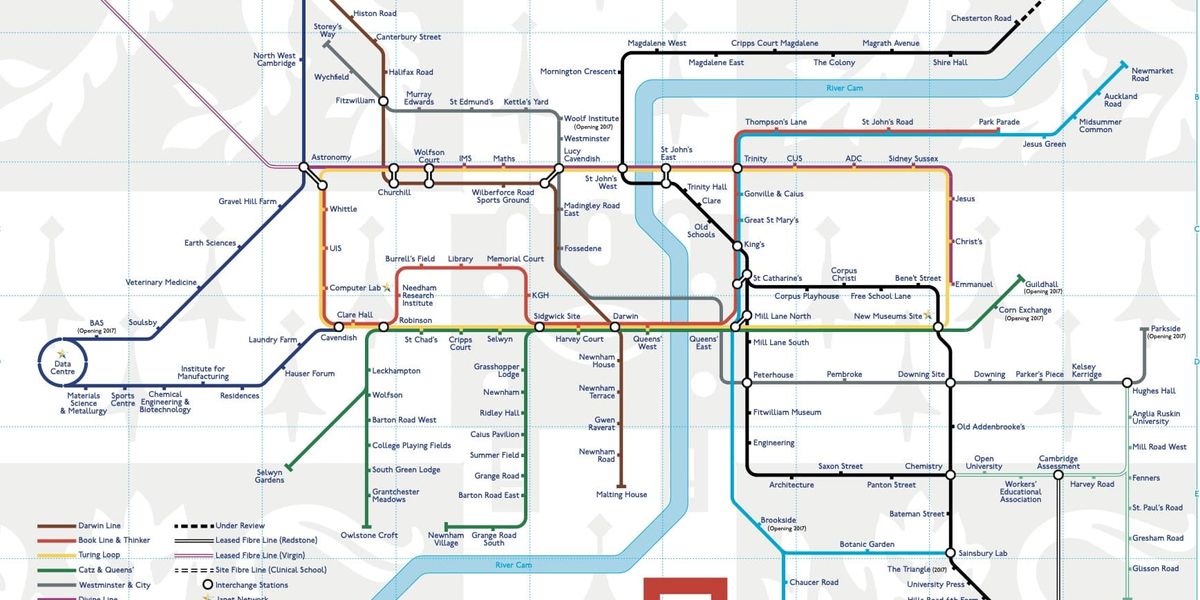 Histon Road
Storey's
Way
Canterbury Street
Chesterton Road
Magdalene West
Cripps Court Magdalene
Magrath Avenue
North West
Cambridge
Magdalene East
The Colony
Shire Hall
Wychfield
Halifax Road
Mornington Crescent
Newmarket
Road
River Cam
Fitzwilliam
Murray
Edwards
St Edmund's
Kettle's Yard
Auckland
Road
Woolf Institute
(Opening 2017)
Thompson's Lane
St John's Road
Park Parade
Midsummer
Common
Westminster
Jesus Green
Astronomy
Wolfson
Court
IMS
Maths
Lucy
Cavendish
St John's
East
Trinity
CUS
ADC
Sidney Sussex
St John's
West
Churchill
Wilberforce Road
Sports Ground
Trinity Hall
Gonville & Caius
Clare
Jesus
Gravel Hill Farm
Whittle
Madingley Road
East
Old
Schools
Great St Mary's
Earth Sciences
UIS
Fossedene
King's
Christ's
Burrell's Field
Library
Memorial Court
Veterinary Medicine
Computer Lab
Needham
Research
Institute
KGH
St Catharine's
Corpus
Christi
Bene't Street
Emmanuel
Guildhall
(Opening 2017)
Corpus Playhouse
Free School Lane
Corn Exchange
(Opening 2017)
BAS
(Opening 2017)
Soulsby
Clare Hall
Robinson
Sidgwick Site
Darwin
Mill Lane North
New Museums Site
Parkside
(Opening 2017)
Laundry Farm
Cavendish
St Chad's
Cripps
Court
Selwyn
Harvey Court
Queens'
West
Queens'
East
Mill Lane South
Data
Centre
Institute for
Manufacturing
Hauser Forum
Leckhampton
Grasshopper
Lodge
Newnham
House
Peterhouse
Pembroke
Downing Site
Downing
Parker's Piece
Kelsey
Kerridge
Hughes Hall
Materials
Science
& Metallurgy
Sports
Centre
Chemical
Engineering &
Biotechnology
Residences
Wolfson
Newnham
Newnham
Terrace
Barton Road West
Ridley Hall
Gwen
Raverat
Fitzwilliam Museum
Anglia Ruskin
University
Caius Pavilion
Old Addenbrooke's
College Playing Fields
Summer Field
Newnham
Road
Engineering
Mill Road West
Selwyn
Gardens
South Green Lodge
Grange Road
Saxon Street
Chemistry
Open
University
Cambridge
Assessment
Fenners
Grantchester
Meadows
Barton Road East
Malting House
Architecture
Panton Street
Workers'
Educational
Association
Harvey Road
St. Paul's Road
Bateman Street
Owlstone Croft
Newnham
Village
Grange Road
South
Brookside
(Opening 2017)
Gresham Road
Botanic Garden
Sainsbury Lab
River Cam
The Triangle (2017)
Glisson Road
Chaucer Road
University Press
Hills Road 6th Form
Darwin Line
Book Line & Thinker
Turing Loop
Catz & Queens'
Westminster & City
Divine Line
Under Review
Leased Fibre Line (Redstone)
Leased Fibre Line (Virgin)
Site Fibre Line (Clinical School)
Interchange Stations
Janet Network
B
C
D
E